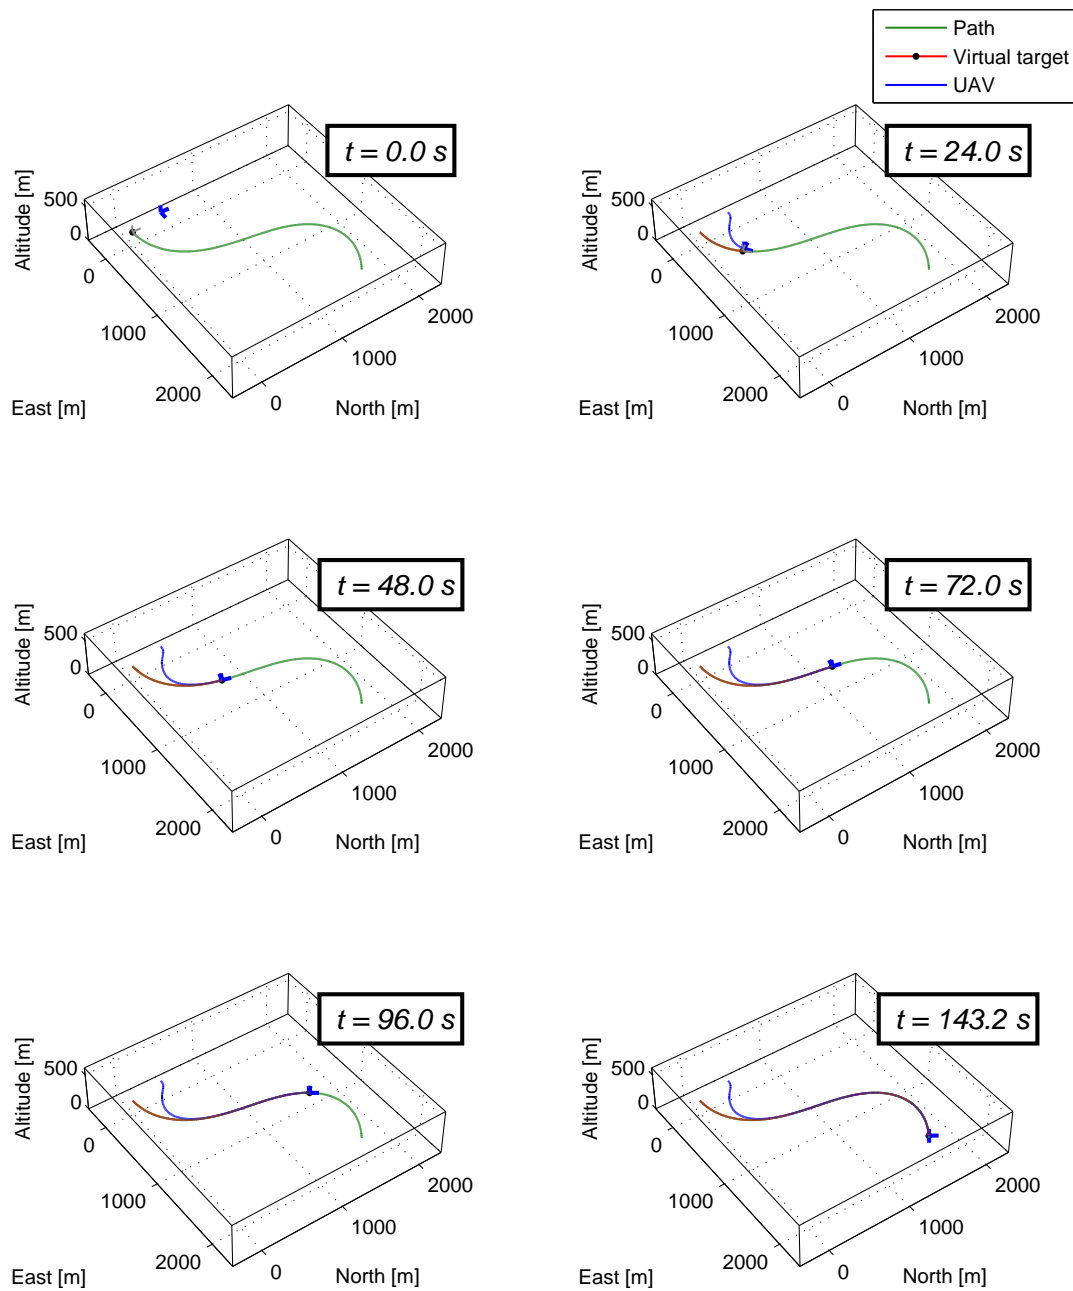 Path
Virtual target
UAV
t = 0.0 s
500
0
Altitude [m]
0
1000
2000
East [m]
0
1000
2000
North [m]
t = 24.0 s
500
0
Altitude [m]
0
1000
2000
East [m]
0
1000
2000
North [m]
t = 48.0 s
500
0
Altitude [m]
0
1000
2000
East [m]
0
1000
2000
North [m]
t = 72.0 s
500
0
Altitude [m]
0
1000
2000
East [m]
0
1000
2000
North [m]
t = 96.0 s
500
0
Altitude [m]
0
1000
2000
East [m]
0
1000
2000
North [m]
t = 143.2 s
500
0
Altitude [m]
0
1000
2000
East [m]
0
1000
2000
North [m]